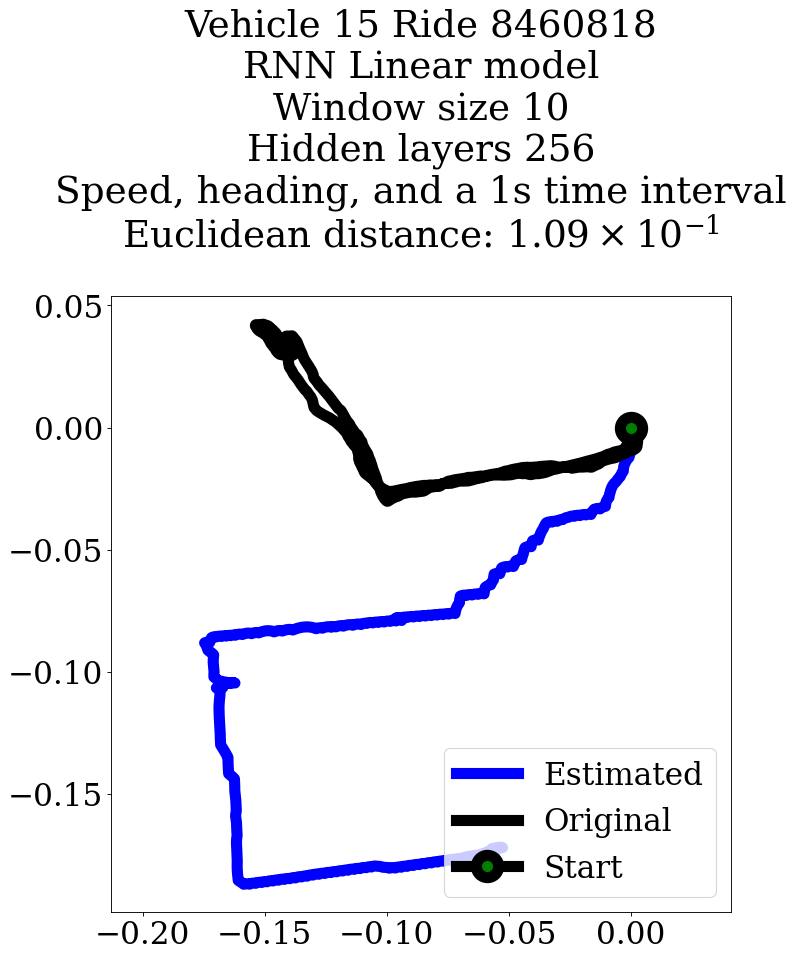 Vehicle 15 Ride 8460818
RNN Linear model
Window size 10
Hidden layers 256
Speed, heading, and a 1s time interval
Euclidean distance: 1.09 × 10⁻¹
0.05
0.00
−0.05
−0.10
−0.15
Estimated
Original
Start
−0.20 −0.15 −0.10 −0.05 0.00